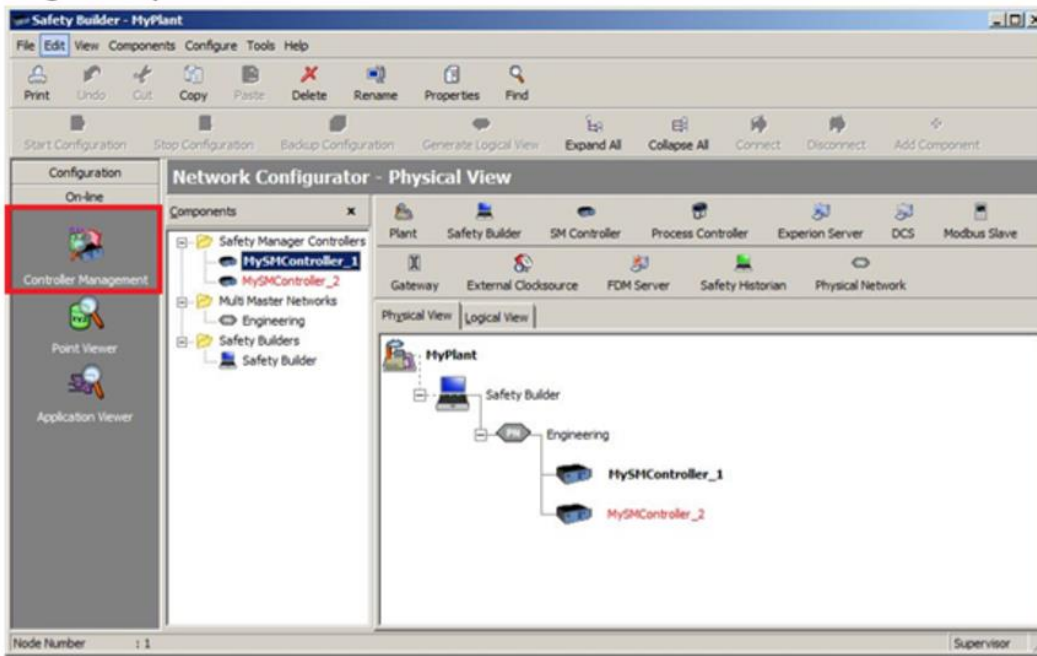 Safety Builder - MyPlant
File Edit View Components Configure Tools Help
Print Undo Cut Copy Paste Delete Rename Properties Find
Start Configuration Stop Configuration Backup Configuration Generate Logical View Expand All Collapse All Connect Disconnect Add Component
Configuration
On-line
Controller Management
Point Viewer
Application Viewer
Network Configurator - Physical View
Components x
Safety Manager Controllers
MySMController_1
MySMController_2
Multi Master Networks
Engineering
Safety Builders
Safety Builder
Plant Safety Builder SM Controller Process Controller Experion Server DCS Modbus Slave
Gateway External Clocksource FDM Server Safety Historian Physical Network
Physical View Logical View
MyPlant
Safety Builder
PN Engineering
MySMController_1
MySMController_2
Node Number : 1 Supervisor